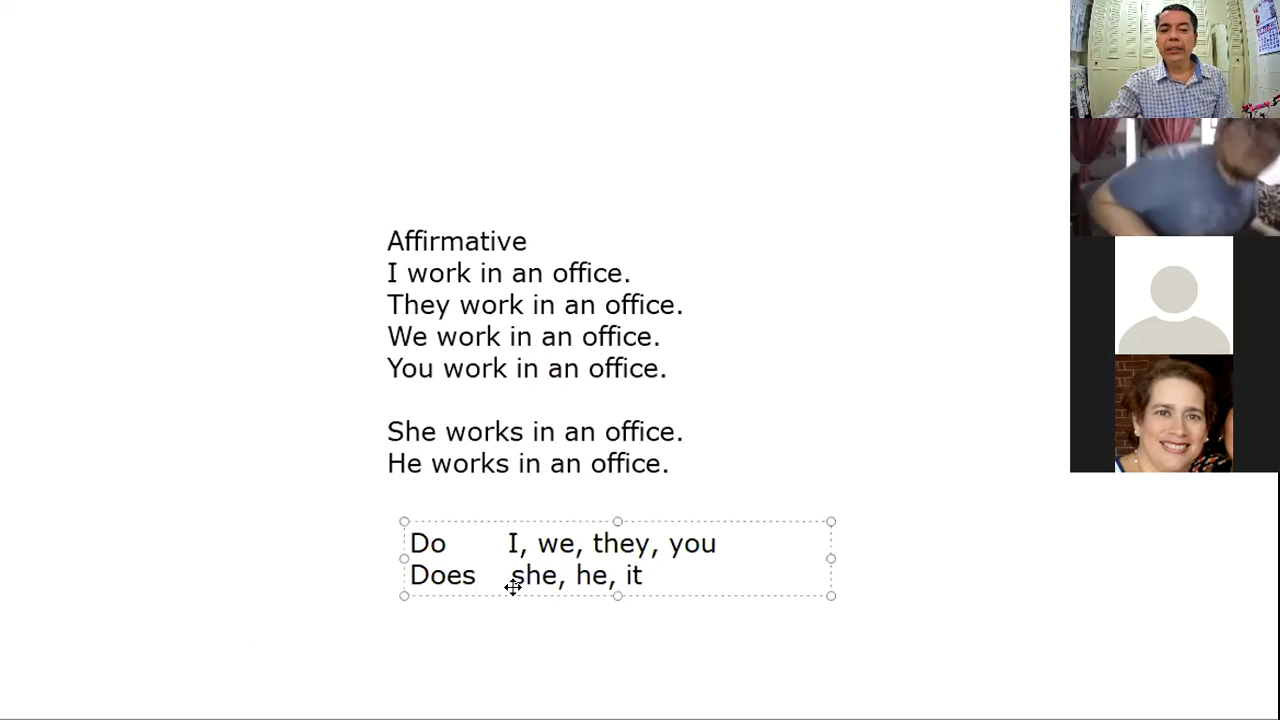 Affirmative
I work in an office.
They work in an office.
We work in an office.
You work in an office.
She works in an office.
He works in an office.
Do I, we, they, you
Does she, he, it